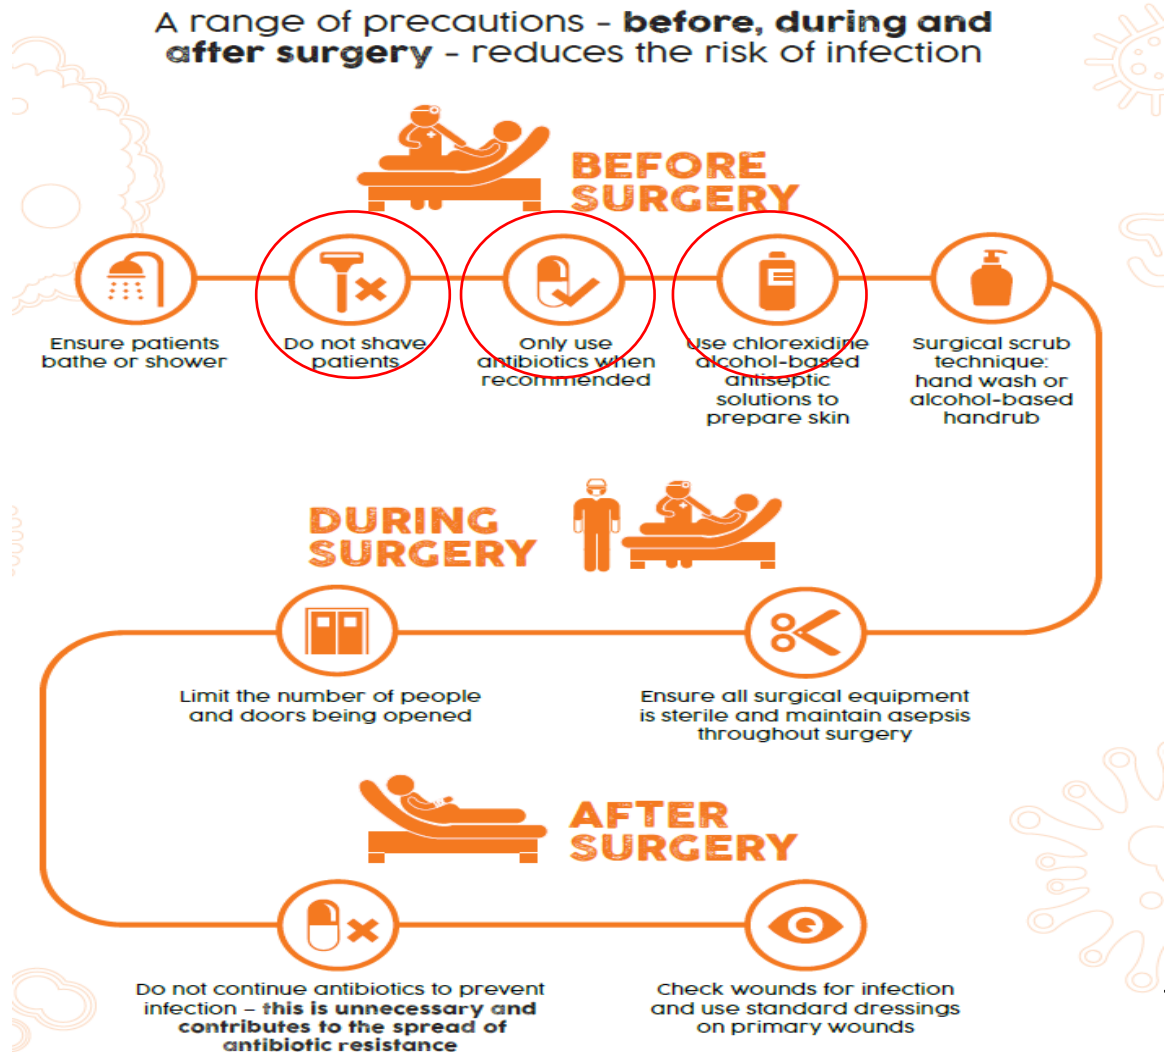 A range of precautions - before, during and
after surgery - reduces the risk of infection
BEFORE
SURGERY
Ensure patients
bathe or shower
Do not shave
patients
Only use
antibiotics when
recommended
Use chlorexidine
alcohol-based
antiseptic
solutions to
prepare skin
Surgical scrub
technique:
hand wash or
alcohol-based
handrub
DURING
SURGERY
Limit the number of people
and doors being opened
Ensure all surgical equipment
is sterile and maintain asepsis
throughout surgery
AFTER
SURGERY
Do not continue antibiotics to prevent
infection – this is unnecessary and
contributes to the spread of
antibiotic resistance
Check wounds for infection
and use standard dressings
on primary wounds